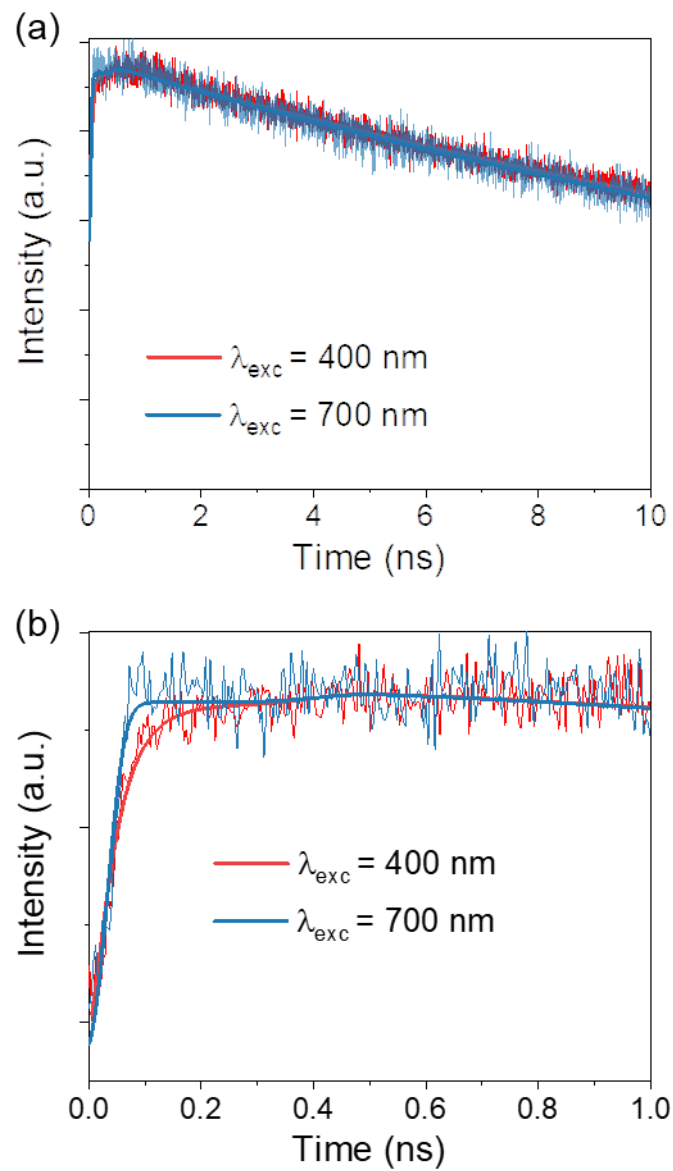 (a)
Intensity (a.u.)
λexc = 400 nm
λexc = 700 nm
0 2 4 6 8 10
Time (ns)
(b)
Intensity (a.u.)
λexc = 400 nm
λexc = 700 nm
0.0 0.2 0.4 0.6 0.8 1.0
Time (ns)